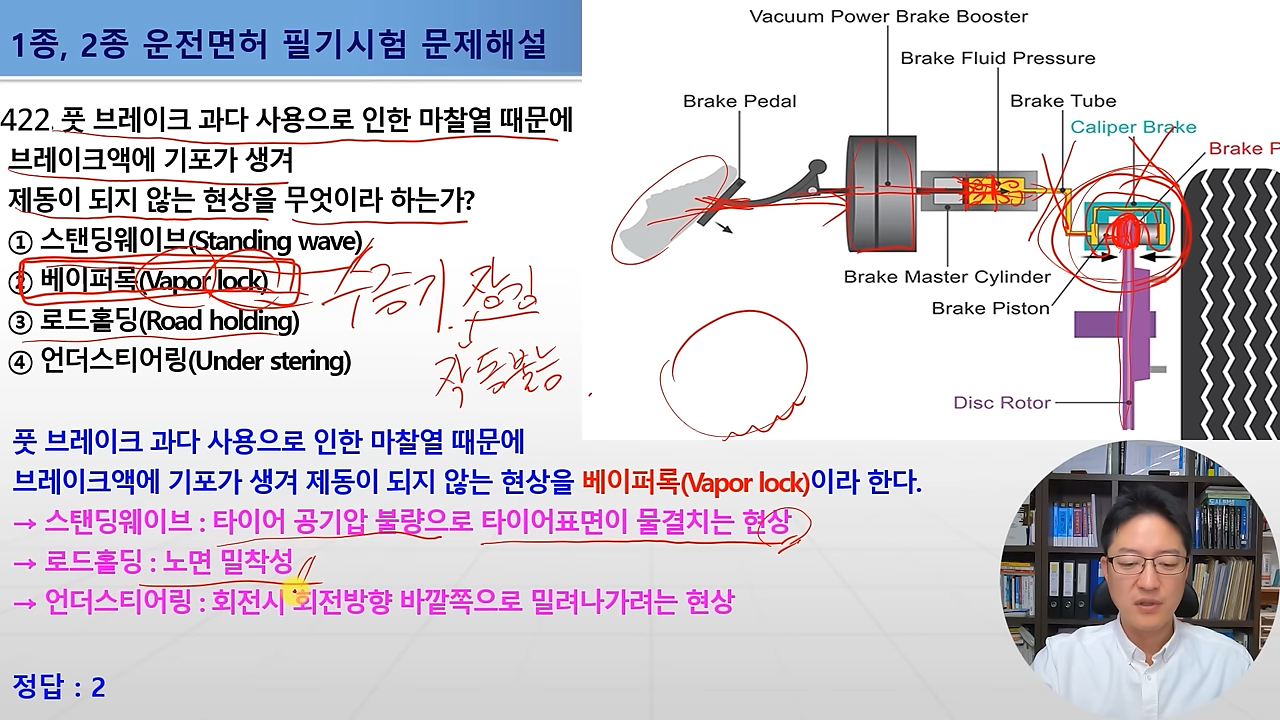 1종, 2종 운전면허 필기시험 문제해설
422. 풋 브레이크 과다 사용으로 인한 마찰열 때문에
브레이크액에 기포가 생겨
제동이 되지 않는 현상을 무엇이라 하는가?
① 스탠딩웨이브(Standing wave)
② 베이퍼록(Vapor lock)
③ 로드홀딩(Road holding)
④ 언더스티어링(Under stering)
수증기 잠김
작동불능
Vacuum Power Brake Booster
Brake Fluid Pressure
Brake Pedal
Brake Tube
Caliper Brake
Brake P
Brake Master Cylinder
Brake Piston
Disc Rotor
풋 브레이크 과다 사용으로 인한 마찰열 때문에
브레이크액에 기포가 생겨 제동이 되지 않는 현상을 베이퍼록(Vapor lock)이라 한다.
→ 스탠딩웨이브 : 타이어 공기압 불량으로 타이어표면이 물결치는 현상
→ 로드홀딩 : 노면 밀착성
→ 언더스티어링 : 회전시 회전방향 바깥쪽으로 밀려나가려는 현상
정답 : 2